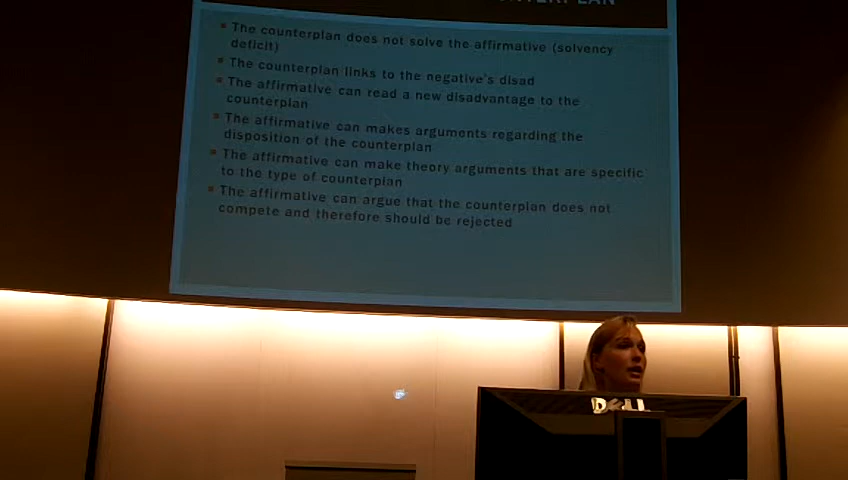 COUNTERPLAN
The counterplan does not solve the affirmative (solvency
deficit)
The counterplan links to the negative's disad
The affirmative can read a new disadvantage to the
counterplan
The affirmative can makes arguments regarding the
disposition of the counterplan
The affirmative can make theory arguments that are specific
to the type of counterplan
The affirmative can argue that the counterplan does not
compete and therefore should be rejected
DELL